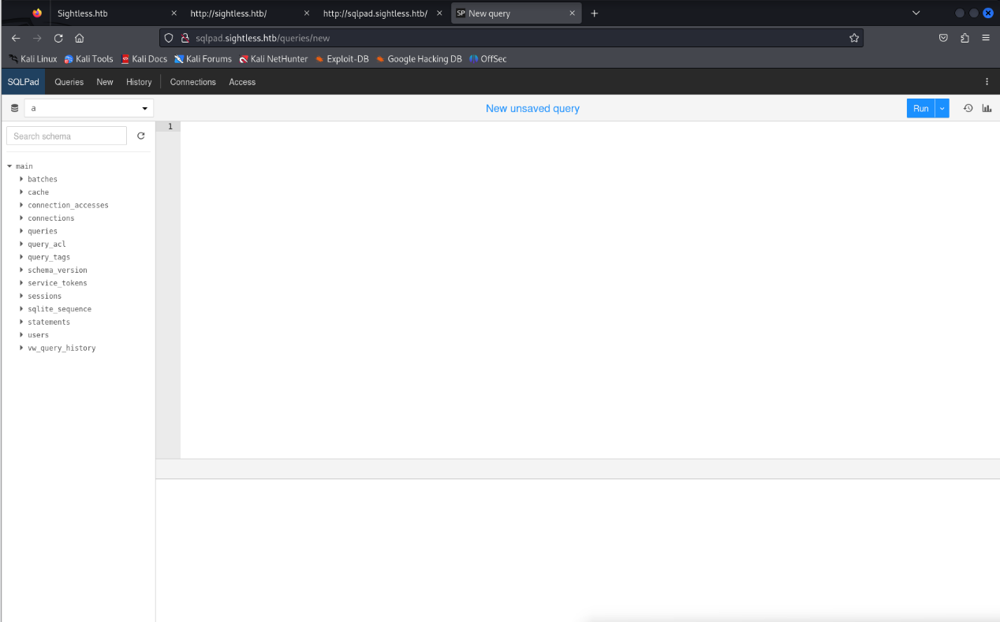 Sightless.htb
http://sightless.htb/
http://sqlpad.sightless.htb/
SP New query
sqlpad.sightless.htb/queries/new
Kali Linux Kali Tools Kali Docs Kali Forums Kali NetHunter Exploit-DB Google Hacking DB OffSec
SQLPad Queries New History Connections Access
a
New unsaved query
Run
Search schema
1
main
batches
cache
connection_accesses
connections
queries
query_acl
query_tags
schema_version
service_tokens
sessions
sqlite_sequence
statements
users
vw_query_history